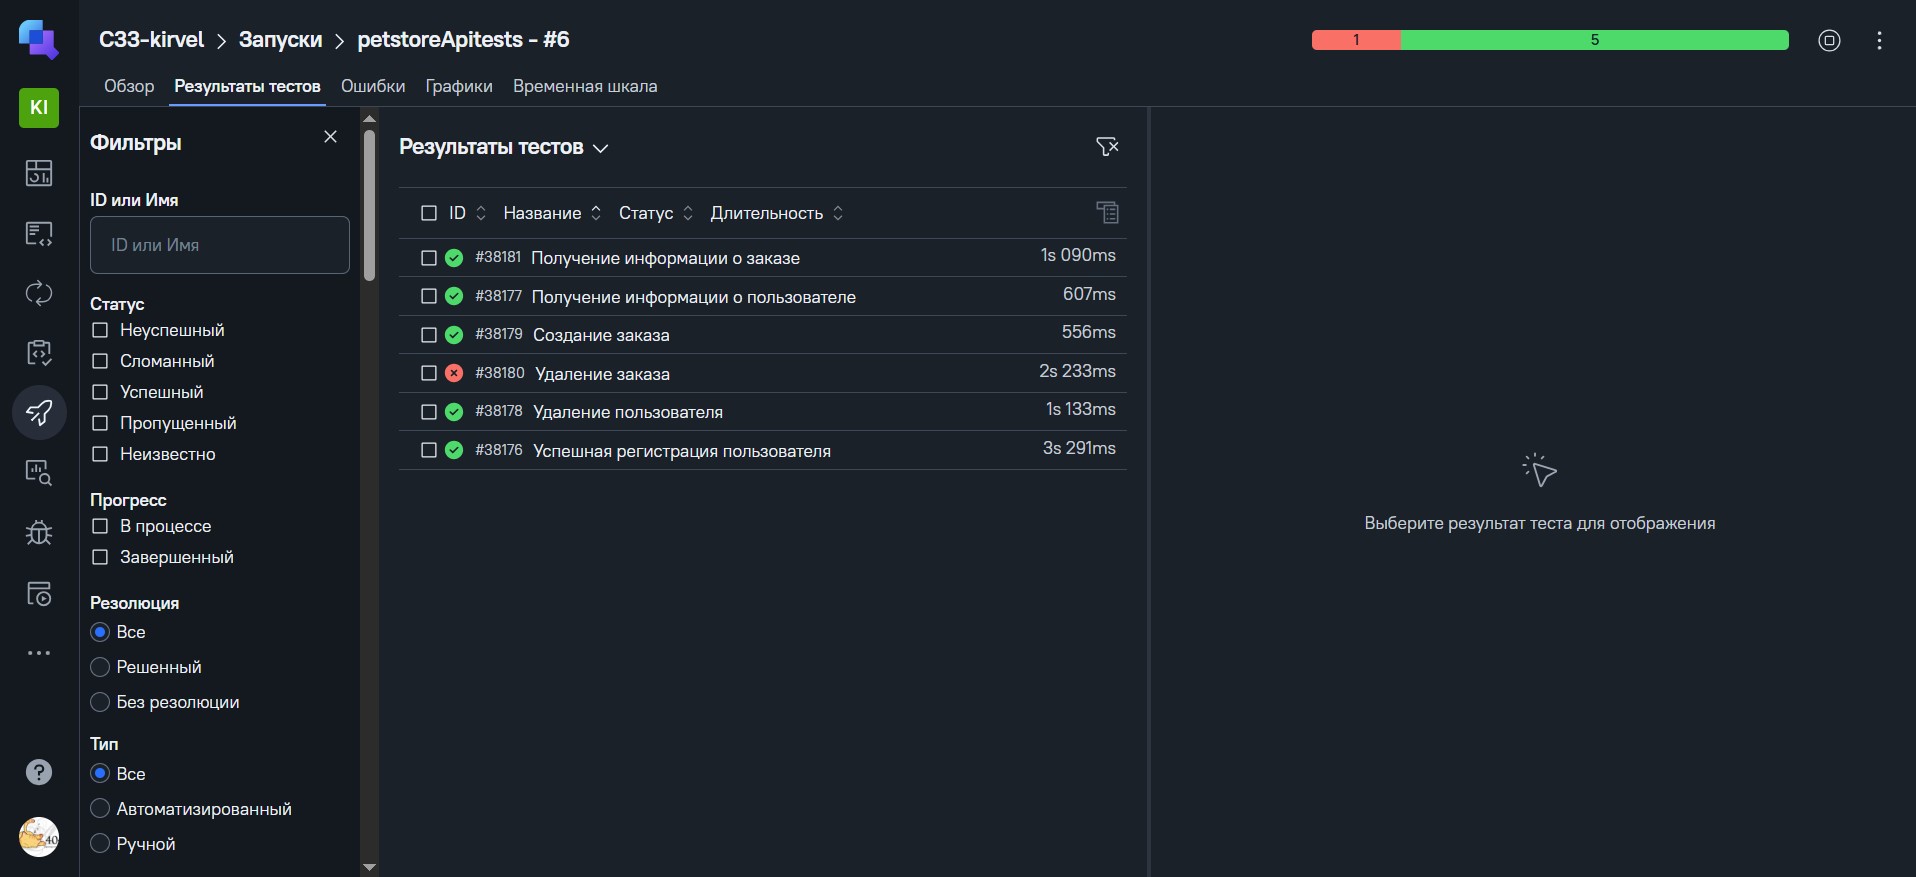 C33-kirvel > Запуски > petstoreApitests - #6
1 5
KI
Обзор Результаты тестов Ошибки Графики Временная шкала
Фильтры
ID или Имя
ID или Имя
Статус
Неуспешный
Сломанный
Успешный
Пропущенный
Неизвестно
Прогресс
В процессе
Завершенный
Резолюция
Все
Решенный
Без резолюции
Тип
Все
Автоматизированный
Ручной
Результаты тестов
ID Название Статус Длительность
#38181 Получение информации о заказе 1s 090ms
#38177 Получение информации о пользователе 607ms
#38179 Создание заказа 556ms
#38180 Удаление заказа 2s 233ms
#38178 Удаление пользователя 1s 133ms
#38176 Успешная регистрация пользователя 3s 291ms
Выберите результат теста для отображения
40